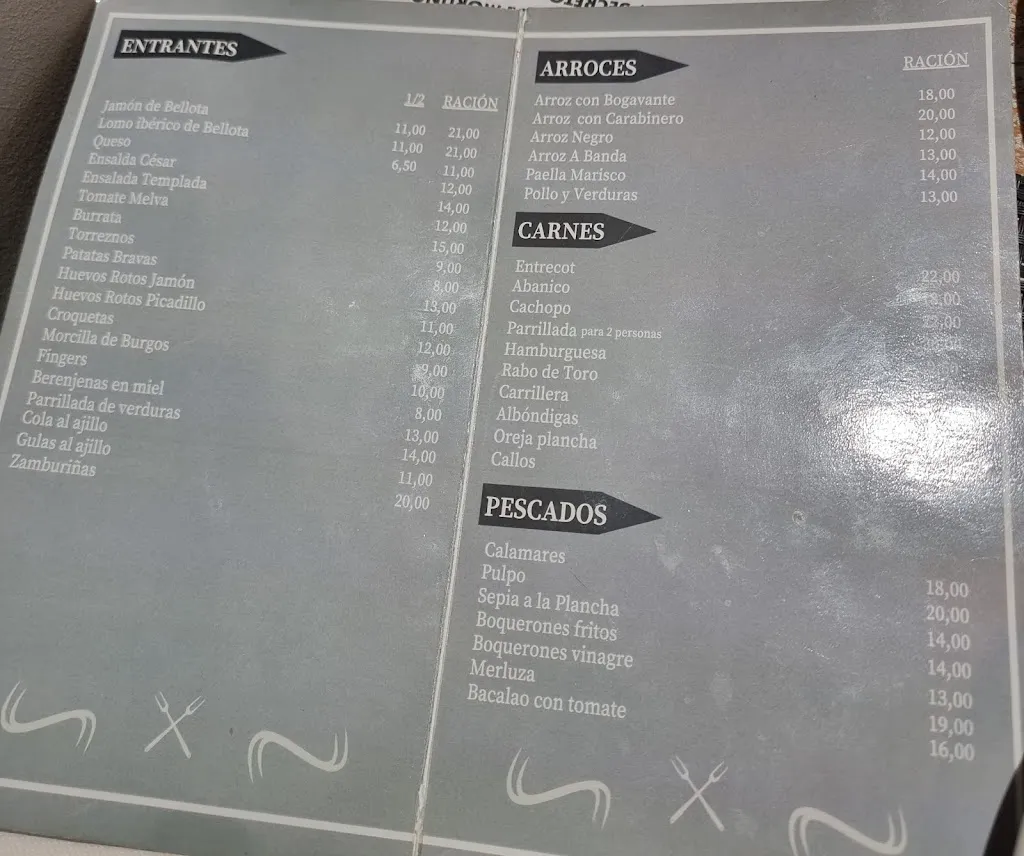 ENTRANTES
1/2 RACIÓN
Jamón de Bellota 11,00 21,00
Lomo ibérico de Bellota 11,00 21,00
Queso 6,50 11,00
Ensalda César 12,00
Ensalada Templada 14,00
Tomate Melva 12,00
Burrata 15,00
Torreznos 9,00
Patatas Bravas 8,00
Huevos Rotos Jamón 13,00
Huevos Rotos Picadillo 11,00
Croquetas 12,00
Morcilla de Burgos 9,00
Fingers 10,00
Berenjenas en miel 8,00
Parrillada de verduras 13,00
Cola al ajillo 14,00
Gulas al ajillo 11,00
Zamburiñas 20,00
ARROCES
RACIÓN
Arroz con Bogavante 18,00
Arroz con Carabinero 20,00
Arroz Negro 12,00
Arroz A Banda 13,00
Paella Marisco 14,00
Pollo y Verduras 13,00
CARNES
Entrecot 22,00
Abanico
Cachopo
Parrillada para 2 personas
Hamburguesa
Rabo de Toro
Carrillera
Albóndigas
Oreja plancha
Callos
PESCADOS
Calamares 18,00
Pulpo 20,00
Sepia a la Plancha 14,00
Boquerones fritos 14,00
Boquerones vinagre 13,00
Merluza 19,00
Bacalao con tomate 16,00